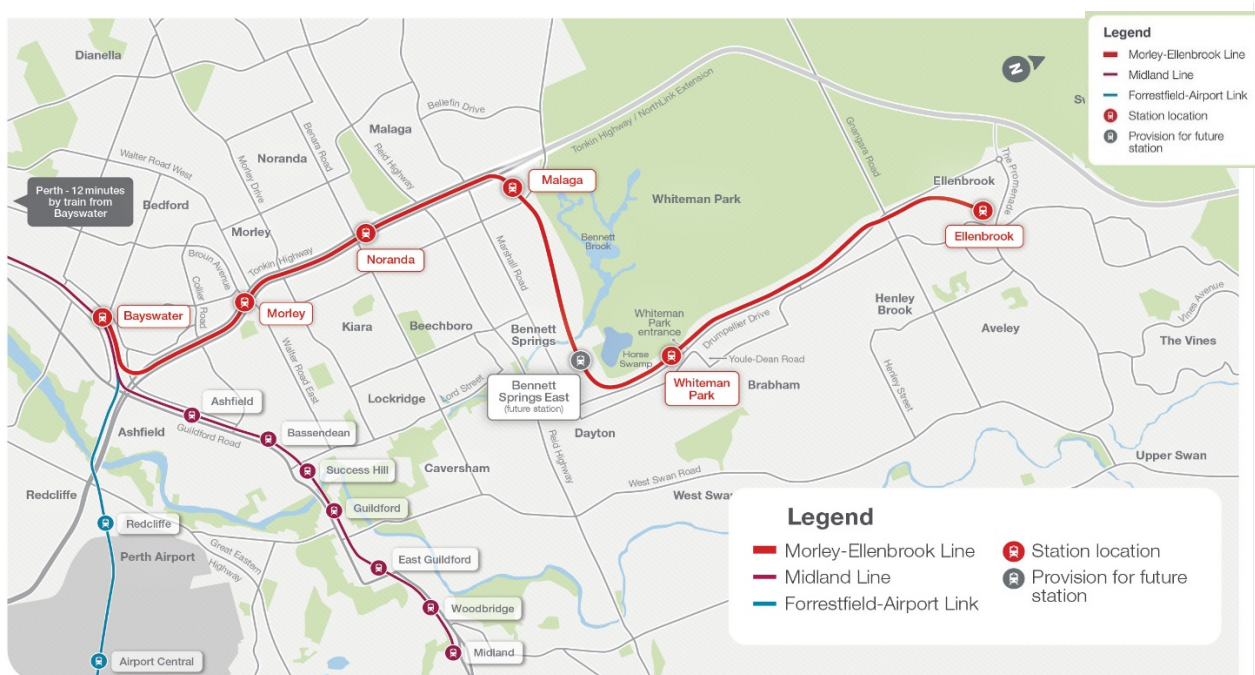 Dianella
Bellefin Drive
Malaga
Benara Road
Reid Highway
Noranda
Walter Road West
Morley Drive
Perth - 12 minutes
by train from
Bayswater
Bedford
Morley
Broun Avenue
Tonkin Highway
Collier Road
Tonkin Highway / NorthLink Extension
Gnangara Road
N
Legend
Morley-Ellenbrook Line
Midland Line
Forrestfield-Airport Link
Station location
Provision for future
station
Malaga
Whiteman Park
Ellenbrook
The Promenade
Ellenbrook
Noranda
Bennett
Brook
Marshall Road
Bayswater
Morley
Kiara
Beechboro
Bennett
Springs
Whiteman
Park
entrance
Horse
Swamp
Drumpellier Drive
Youle-Dean Road
Whiteman
Park
Brabham
Henley
Brook
Aveley
Vines Avenue
The Vines
Henley Street
Walter Road East
Lockridge
Lord Street
Bennett
Springs East
(future station)
Dayton
Reid Highway
Ashfield
Ashfield
Guildford Road
Bassendean
Success Hill
Caversham
Guildford
West Swan Road
West Swan
Upper Swan
Redcliffe
Redcliffe
Perth Airport
Great Eastern
Highway
East Guildford
Woodbridge
Midland
Airport Central
Legend
Morley-Ellenbrook Line
Midland Line
Forrestfield-Airport Link
Station location
Provision for future
station